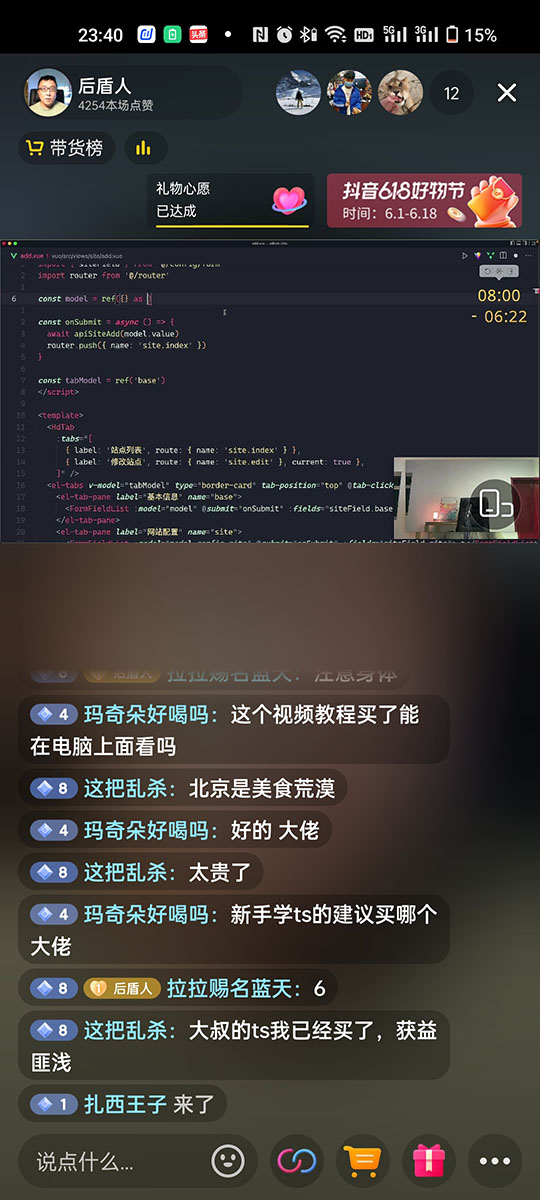 23:40
头条
HD1
5G
3G
15%
后盾人
4254本场点赞
12
带货榜
礼物心愿
已达成
抖音618好物节
时间：6.1-6.18
add.vue
vue/src/views/site/add.vue
import router from '@/router'
6 const model = ref({} as )
08:00
- 06:22
const onSubmit = async () => {
await apiSiteAdd(model.value)
router.push({ name: 'site.index' })
}
const tabModel = ref('base')
</script>
<template>
<HdTab
:tabs="[
{ label: '站点列表', route: { name: 'site.index' } },
{ label: '修改站点', route: { name: 'site.edit' }, current: true },
]" />
<el-tabs v-model="tabModel" type="border-card" tab-position="top" @tab-click
<el-tab-pane label="基本信息" name="base">
<FormFieldList :model="model" @submit="onSubmit" :fields="siteField.base
</el-tab-pane>
<el-tab-pane label="网站配置" name="site">
8 后盾人 拉拉赐名蓝天：注意身体
4 玛奇朵好喝吗：这个视频教程买了能
在电脑上面看吗
8 这把乱杀：北京是美食荒漠
4 玛奇朵好喝吗：好的 大佬
8 这把乱杀：太贵了
4 玛奇朵好喝吗：新手学ts的建议买哪个
大佬
8 1 后盾人 拉拉赐名蓝天：6
8 这把乱杀：大叔的ts我已经买了，获益
匪浅
1 扎西王子 来了
说点什么...